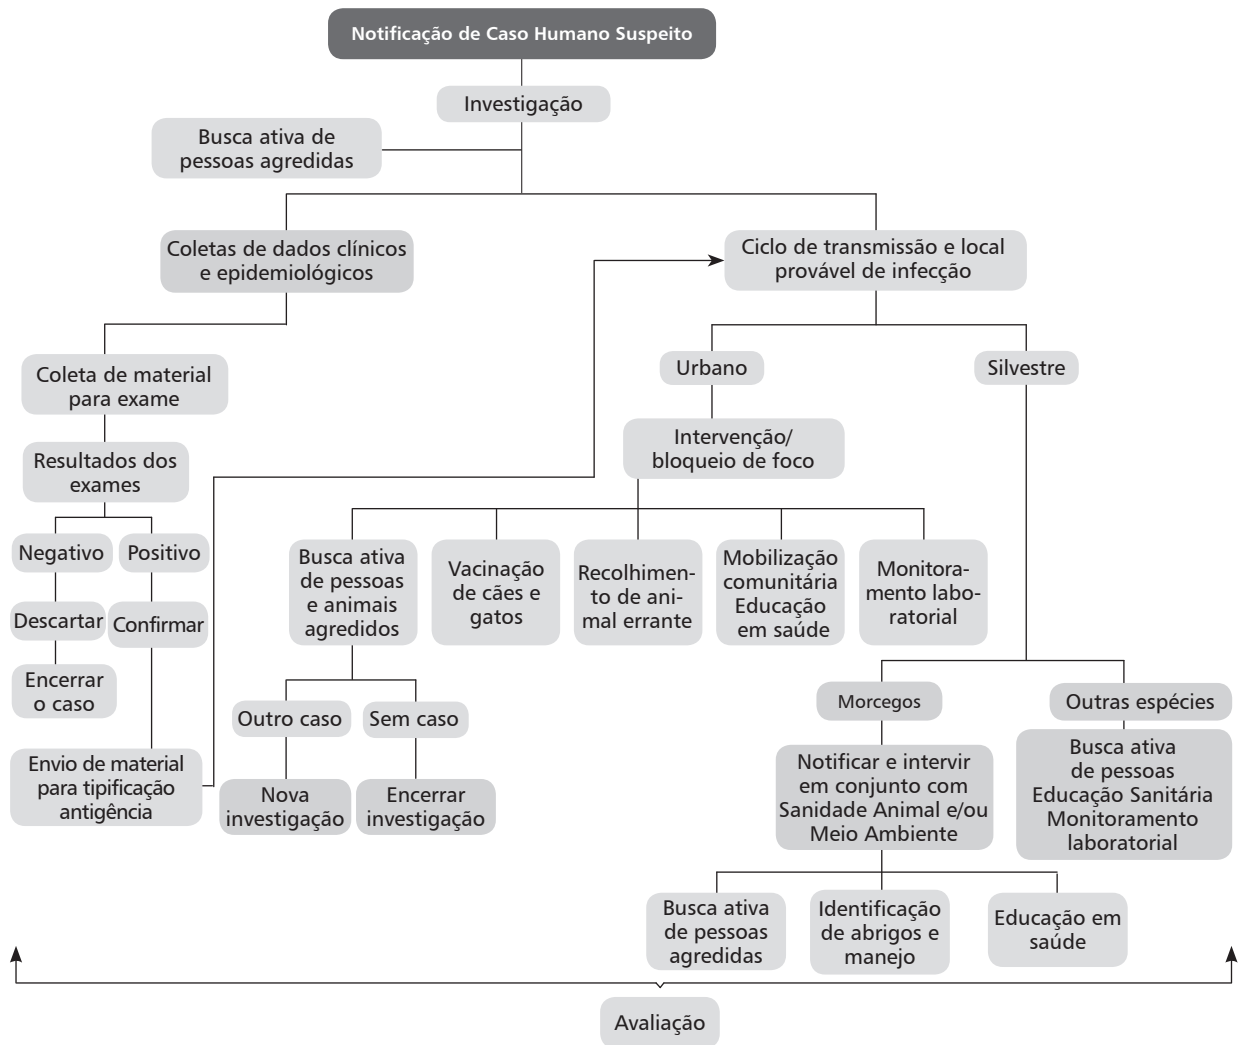 Notificação de Caso Humano Suspeito
Investigação
Busca ativa de
pessoas agredidas
Coletas de dados clínicos
e epidemiológicos
Ciclo de transmissão e local
provável de infecção
Coleta de material
para exame
Urbano
Silvestre
Intervenção/
bloqueio de foco
Resultados dos
exames
Negativo
Positivo
Descartar
Confirmar
Encerrar
o caso
Envio de material
para tipificação
antigência
Busca ativa
de pessoas
e animais
agredidos
Vacinação
de cães e
gatos
Recolhimen-
to de ani-
mal errante
Mobilização
comunitária
Educação
em saúde
Monitora-
mento labo-
ratorial
Outro caso
Sem caso
Nova
investigação
Encerrar
investigação
Morcegos
Outras espécies
Notificar e intervir
em conjunto com
Sanidade Animal e/ou
Meio Ambiente
Busca ativa
de pessoas
Educação Sanitária
Monitoramento
laboratorial
Busca ativa
de pessoas
agredidas
Identificação
de abrigos e
manejo
Educação em
saúde
Avaliação